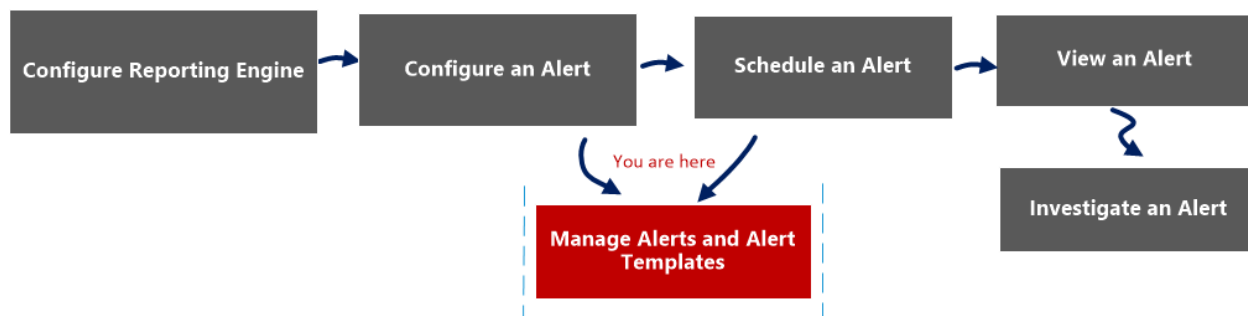 Configure Reporting Engine
Configure an Alert
Schedule an Alert
View an Alert
You are here
Manage Alerts and Alert
Templates
Investigate an Alert